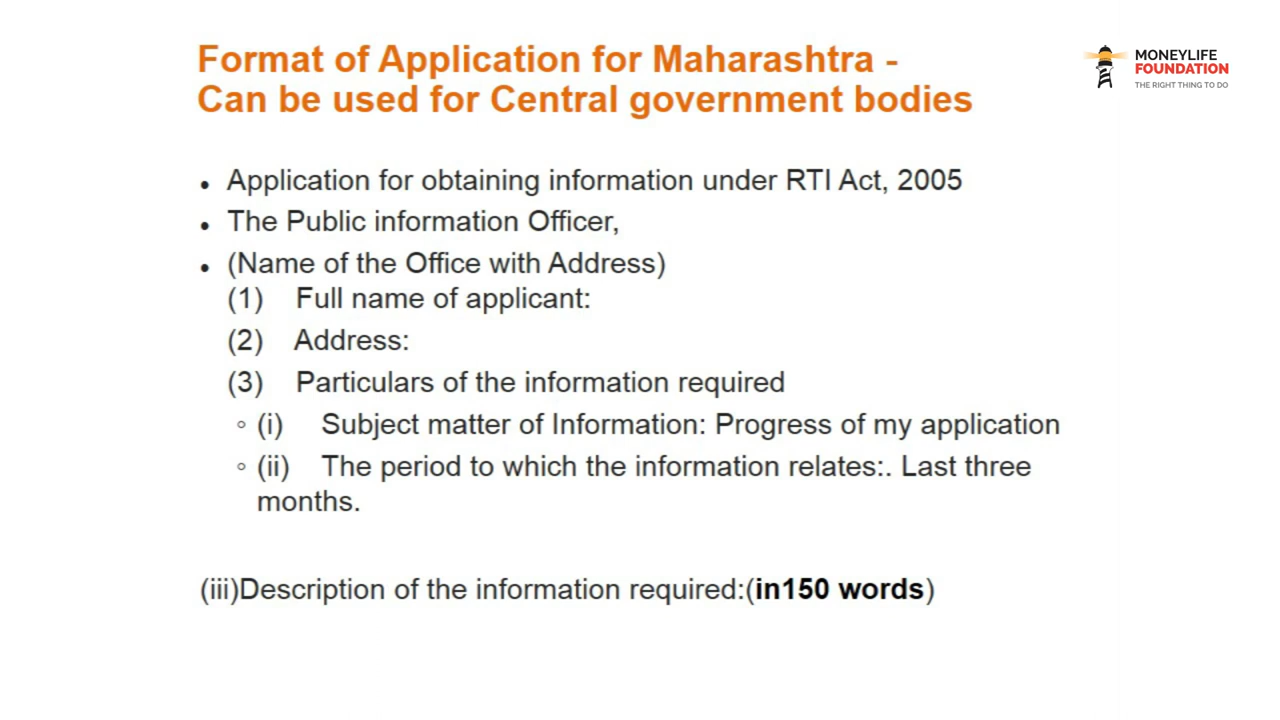 Format of Application for Maharashtra -
Can be used for Central government bodies
MONEYLIFE
FOUNDATION
THE RIGHT THING TO DO
• Application for obtaining information under RTI Act, 2005
• The Public information Officer,
• (Name of the Office with Address)
(1) Full name of applicant:
(2) Address:
(3) Particulars of the information required
◦ (i) Subject matter of Information: Progress of my application
◦ (ii) The period to which the information relates:. Last three
months.
(iii)Description of the information required:(in150 words)